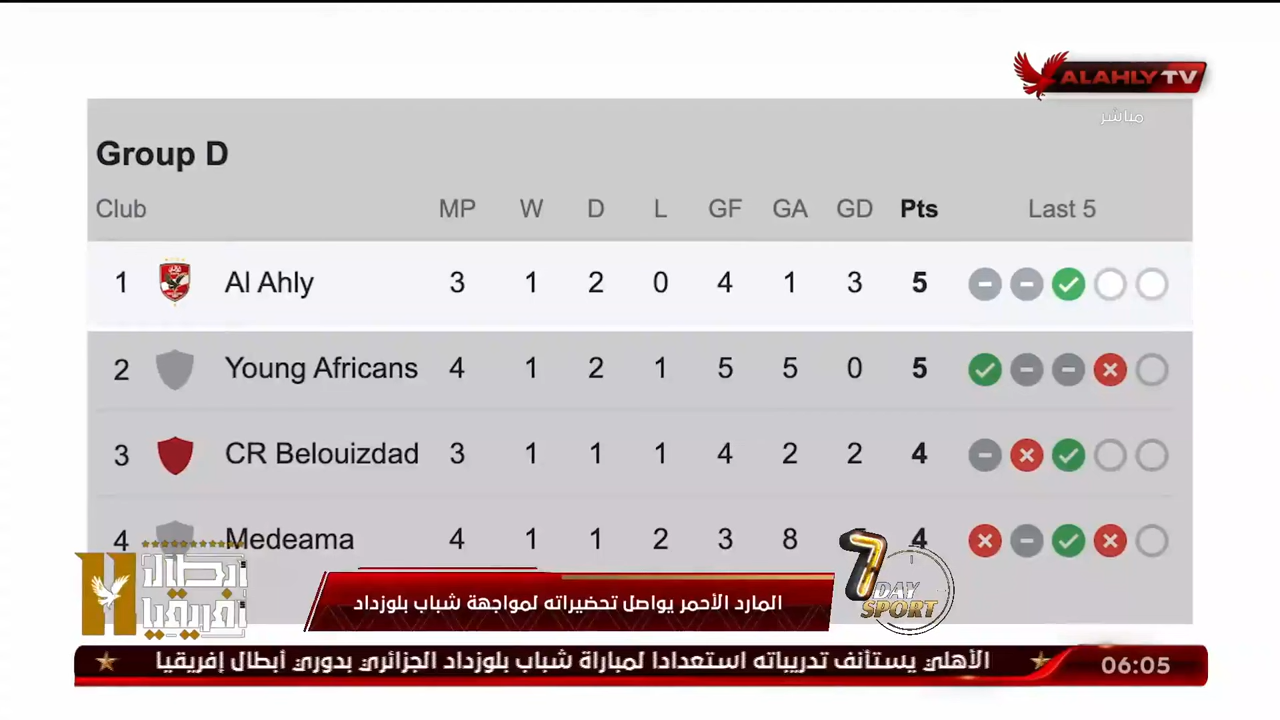 ALAHLY TV
مباشر
Group D
Club MP W D L GF GA GD Pts Last 5
1 Al Ahly 3 1 2 0 4 1 3 5
2 Young Africans 4 1 2 1 5 5 0 5
3 CR Belouizdad 3 1 1 1 4 2 2 4
4 Medeama 4 1 1 2 3 8 4
أبطال
إفريقيا
7
DAY
SPORT
المارد الأحمر يواصل تحضيراته لمواجهة شباب بلوزداد
الأهلي يستأنف تدريباته استعدادا لمباراة شباب بلوزداد الجزائري بدوري أبطال إفريقيا
06:05